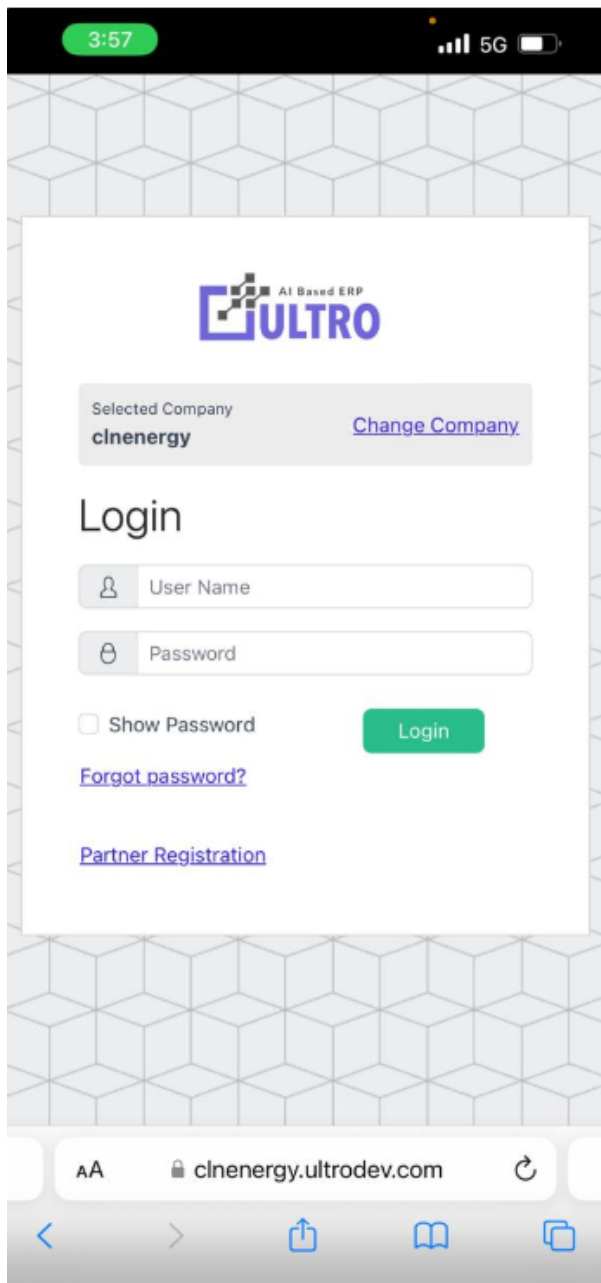 3:57
5G
AI Based ERP
ULTRO
Selected Company
clnenergy
Change Company
Login
User Name
Password
Show Password
Login
Forgot password?
Partner Registration
AA
clnenergy.ultrodev.com